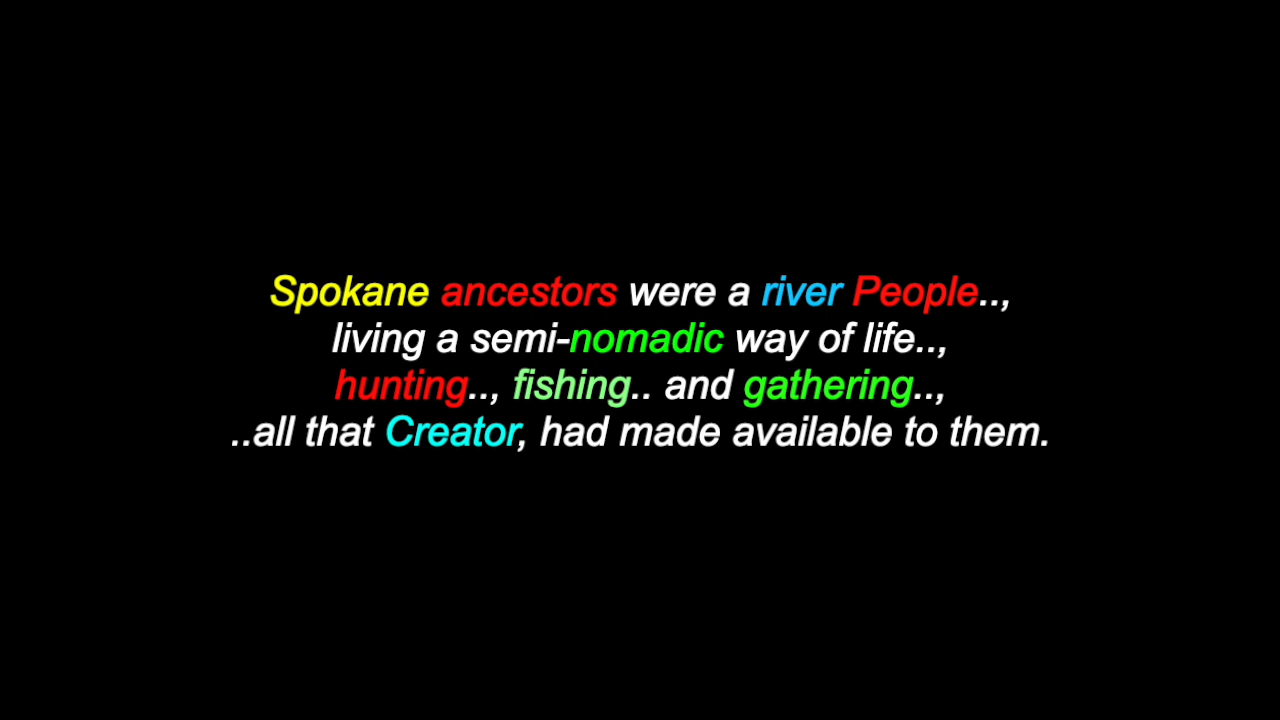 Spokane ancestors were a river People..,
living a semi-nomadic way of life..,
hunting.., fishing.. and gathering..,
..all that Creator, had made available to them.